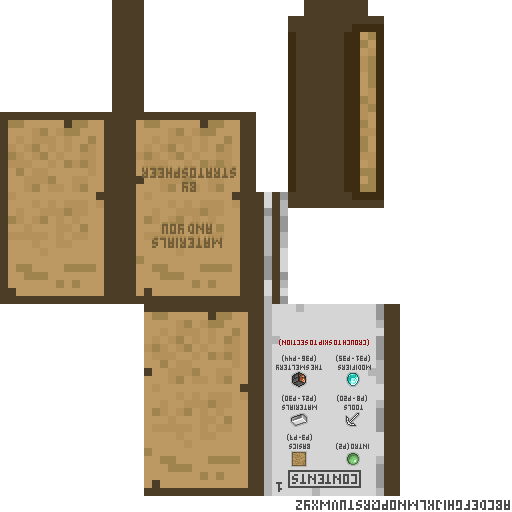 MATERIALS
AND YOU
BY
STRATOSPHEER
CONTENTS
1
INTRO (P2)
BASICS
(P3 - P7)
TOOLS
(P8 - P20)
MATERIALS
(P21 - P30)
MODIFIERS
(P31 - P35)
THE SMELTERY
(P36 - P44)
(CROUCH TO SKIP TO SECTION)
ABCDEFGHIJKLMNOPQRSTUVWXYZ